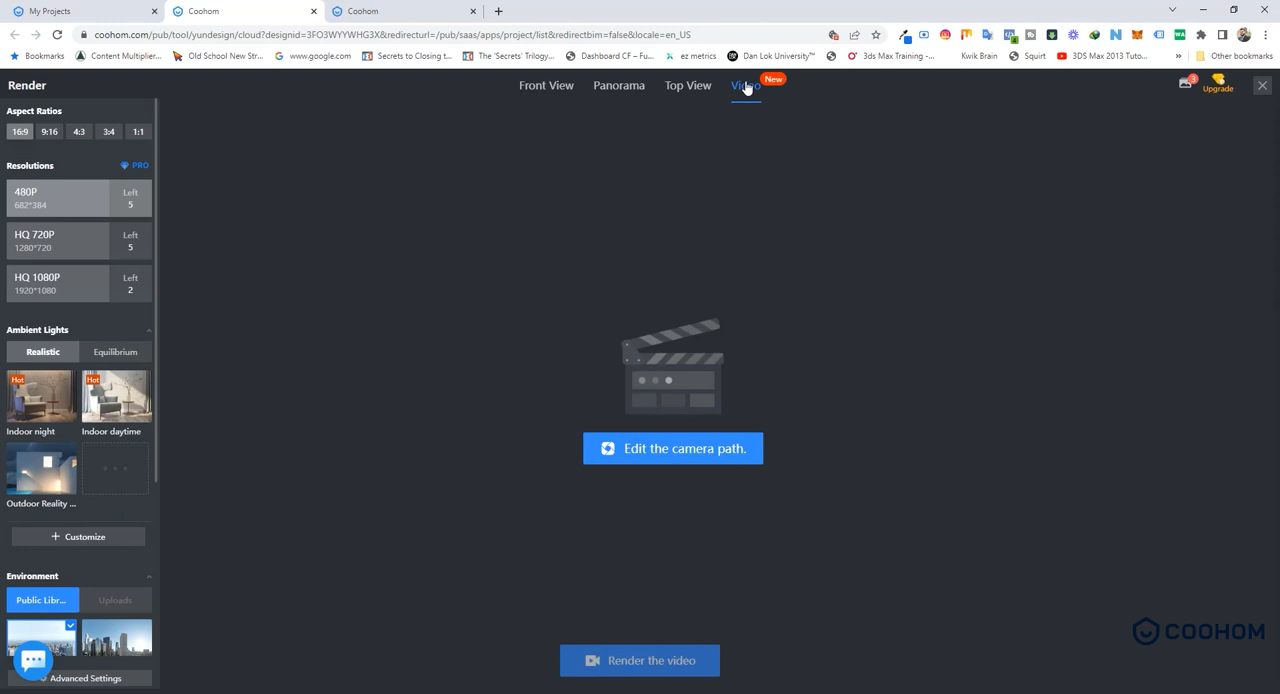 My Projects
Coohom
Coohom
coohom.com/pub/tool/yundesign/cloud?designid=3FO3WYYWHG3X&redirecturl=/pub/saas/apps/project/list&redirectbim=false&locale=en_US
Bookmarks
Content Multiplier...
Old School New Str...
www.google.com
Secrets to Closing t...
The 'Secrets' Trilogy...
Dashboard CF – Fu...
ez metrics
Dan Lok University™
3ds Max Training -...
Kwik Brain
Squirt
3DS Max 2013 Tuto...
»
Other bookmarks
Render
Front View
Panorama
Top View
Video
New
3
Upgrade
Aspect Ratios
16:9 9:16 4:3 3:4 1:1
Resolutions
PRO
480P
682*384
Left
5
HQ 720P
1280*720
Left
5
HQ 1080P
1920*1080
Left
2
Ambient Lights
Realistic
Equilibrium
Hot
Hot
Indoor night
Indoor daytime
Outdoor Reality ...
+ Customize
Environment
Public Libr...
Uploads
Advanced Settings
Edit the camera path.
Render the video
COOHOM